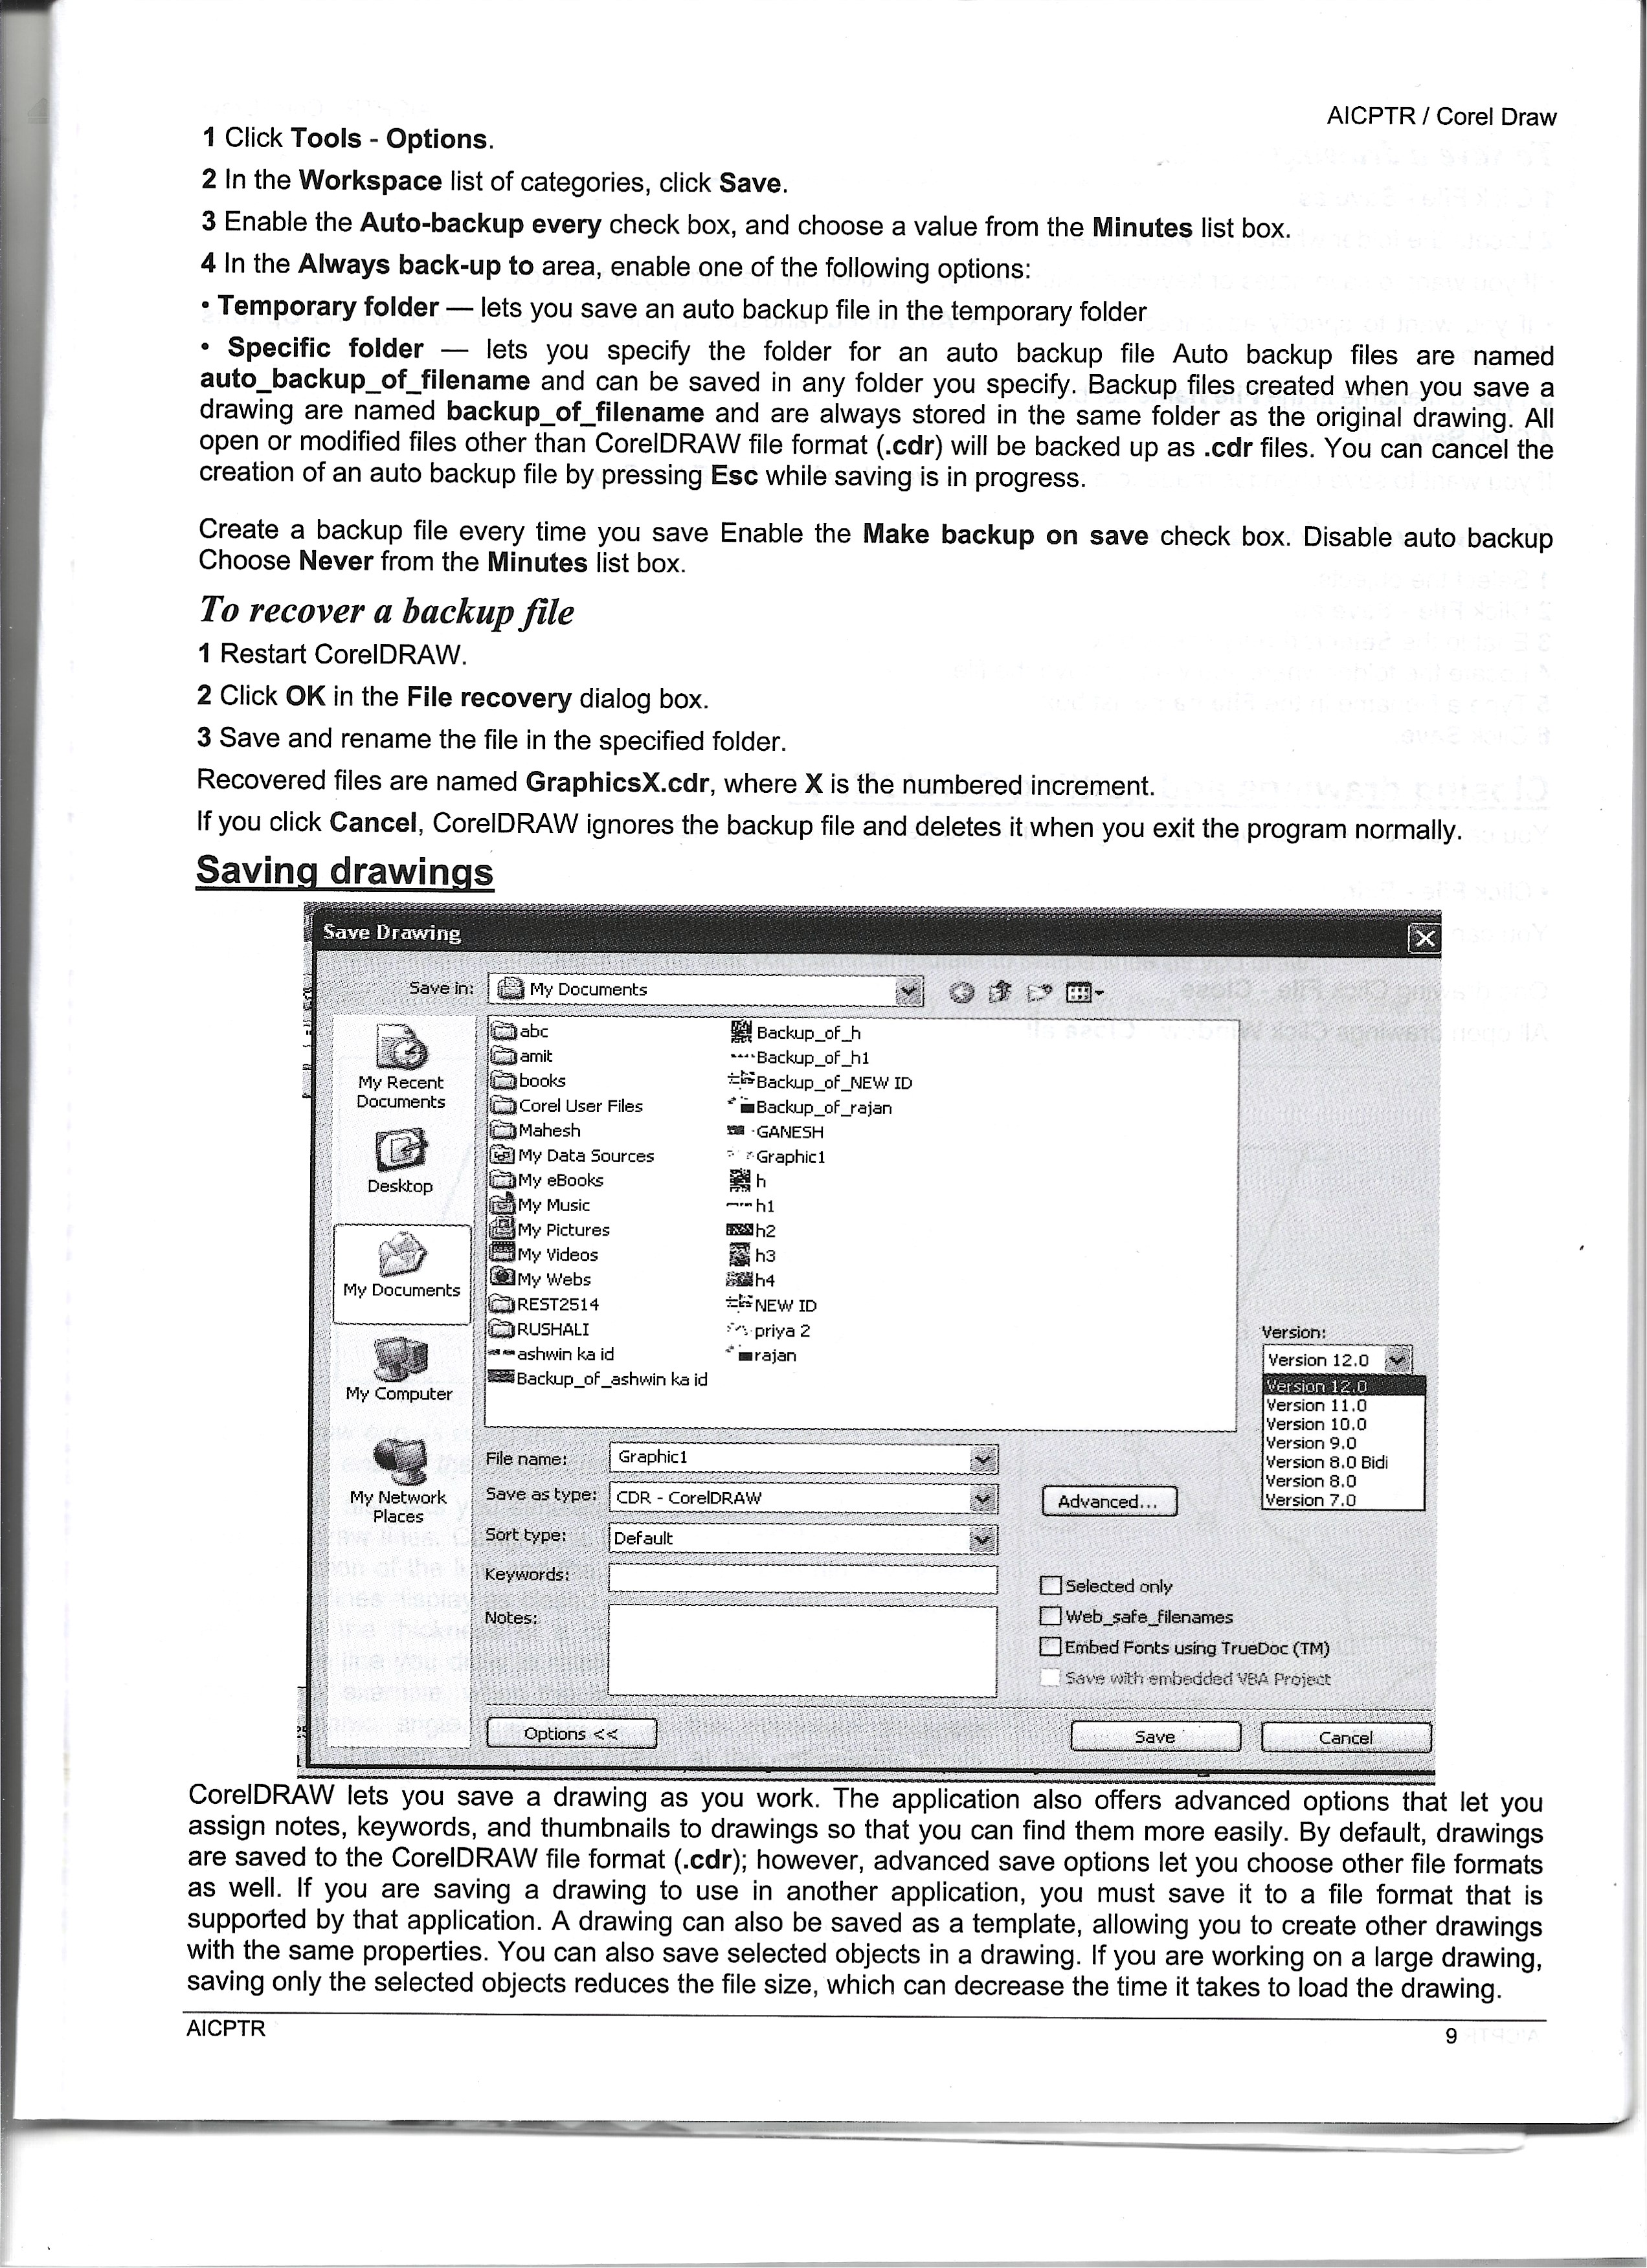 AICPTR / Corel Draw
1 Click Tools - Options.
2 In the Workspace list of categories, click Save.
3 Enable the Auto-backup every check box, and choose a value from the Minutes list box.
4 In the Always back-up to area, enable one of the following options:
• Temporary folder — lets you save an auto backup file in the temporary folder
• Specific folder — lets you specify the folder for an auto backup file Auto backup files are named
auto_backup_of_filename and can be saved in any folder you specify. Backup files created when you save a
drawing are named backup_of_filename and are always stored in the same folder as the original drawing. All
open or modified files other than CorelDRAW file format (.cdr) will be backed up as .cdr files. You can cancel the
creation of an auto backup file by pressing Esc while saving is in progress.
Create a backup file every time you save Enable the Make backup on save check box. Disable auto backup
Choose Never from the Minutes list box.
To recover a backup file
1 Restart CorelDRAW.
2 Click OK in the File recovery dialog box.
3 Save and rename the file in the specified folder.
Recovered files are named GraphicsX.cdr, where X is the numbered increment.
If you click Cancel, CorelDRAW ignores the backup file and deletes it when you exit the program normally.
Saving drawings
Save Drawing
Save in: My Documents
My Recent
Documents
Desktop
My Documents
My Computer
My Network
Places
abc
amit
books
Corel User Files
Mahesh
My Data Sources
My eBooks
My Music
My Pictures
My Videos
My Webs
REST2514
RUSHALI
ashwin ka id
Backup_of_ashwin ka id
Backup_of_h
Backup_of_h1
Backup_of_NEW ID
Backup_of_rajan
GANESH
Graphic1
h
h1
h2
h3
h4
NEW ID
priya 2
rajan
Version:
Version 12.0
Version 12.0
Version 11.0
Version 10.0
Version 9.0
Version 8.0 Bidi
Version 8.0
Version 7.0
File name: Graphic1
Save as type: CDR - CorelDRAW
Advanced...
Sort type: Default
Keywords:
Notes:
Selected only
Web_safe_filenames
Embed Fonts using TrueDoc (TM)
Save with embedded VBA Project
Options <<
Save
Cancel
CorelDRAW lets you save a drawing as you work. The application also offers advanced options that let you
assign notes, keywords, and thumbnails to drawings so that you can find them more easily. By default, drawings
are saved to the CorelDRAW file format (.cdr); however, advanced save options let you choose other file formats
as well. If you are saving a drawing to use in another application, you must save it to a file format that is
supported by that application. A drawing can also be saved as a template, allowing you to create other drawings
with the same properties. You can also save selected objects in a drawing. If you are working on a large drawing,
saving only the selected objects reduces the file size, which can decrease the time it takes to load the drawing.
AICPTR
9